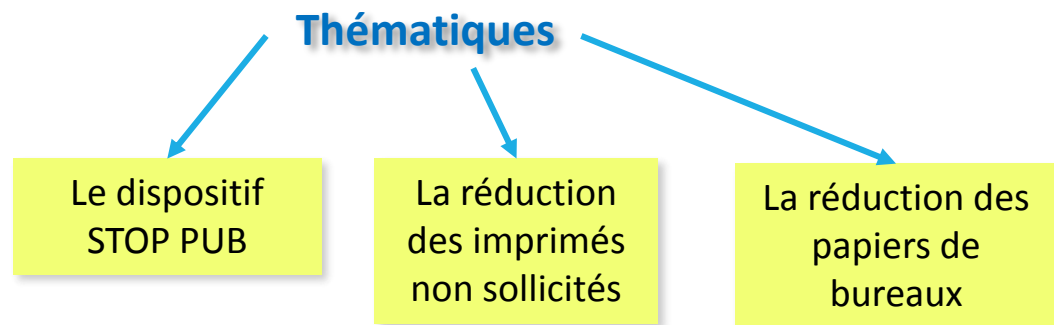 Thématiques
Le dispositif
STOP PUB
La réduction
des imprimés
non sollicités
La réduction des
papiers de
bureaux